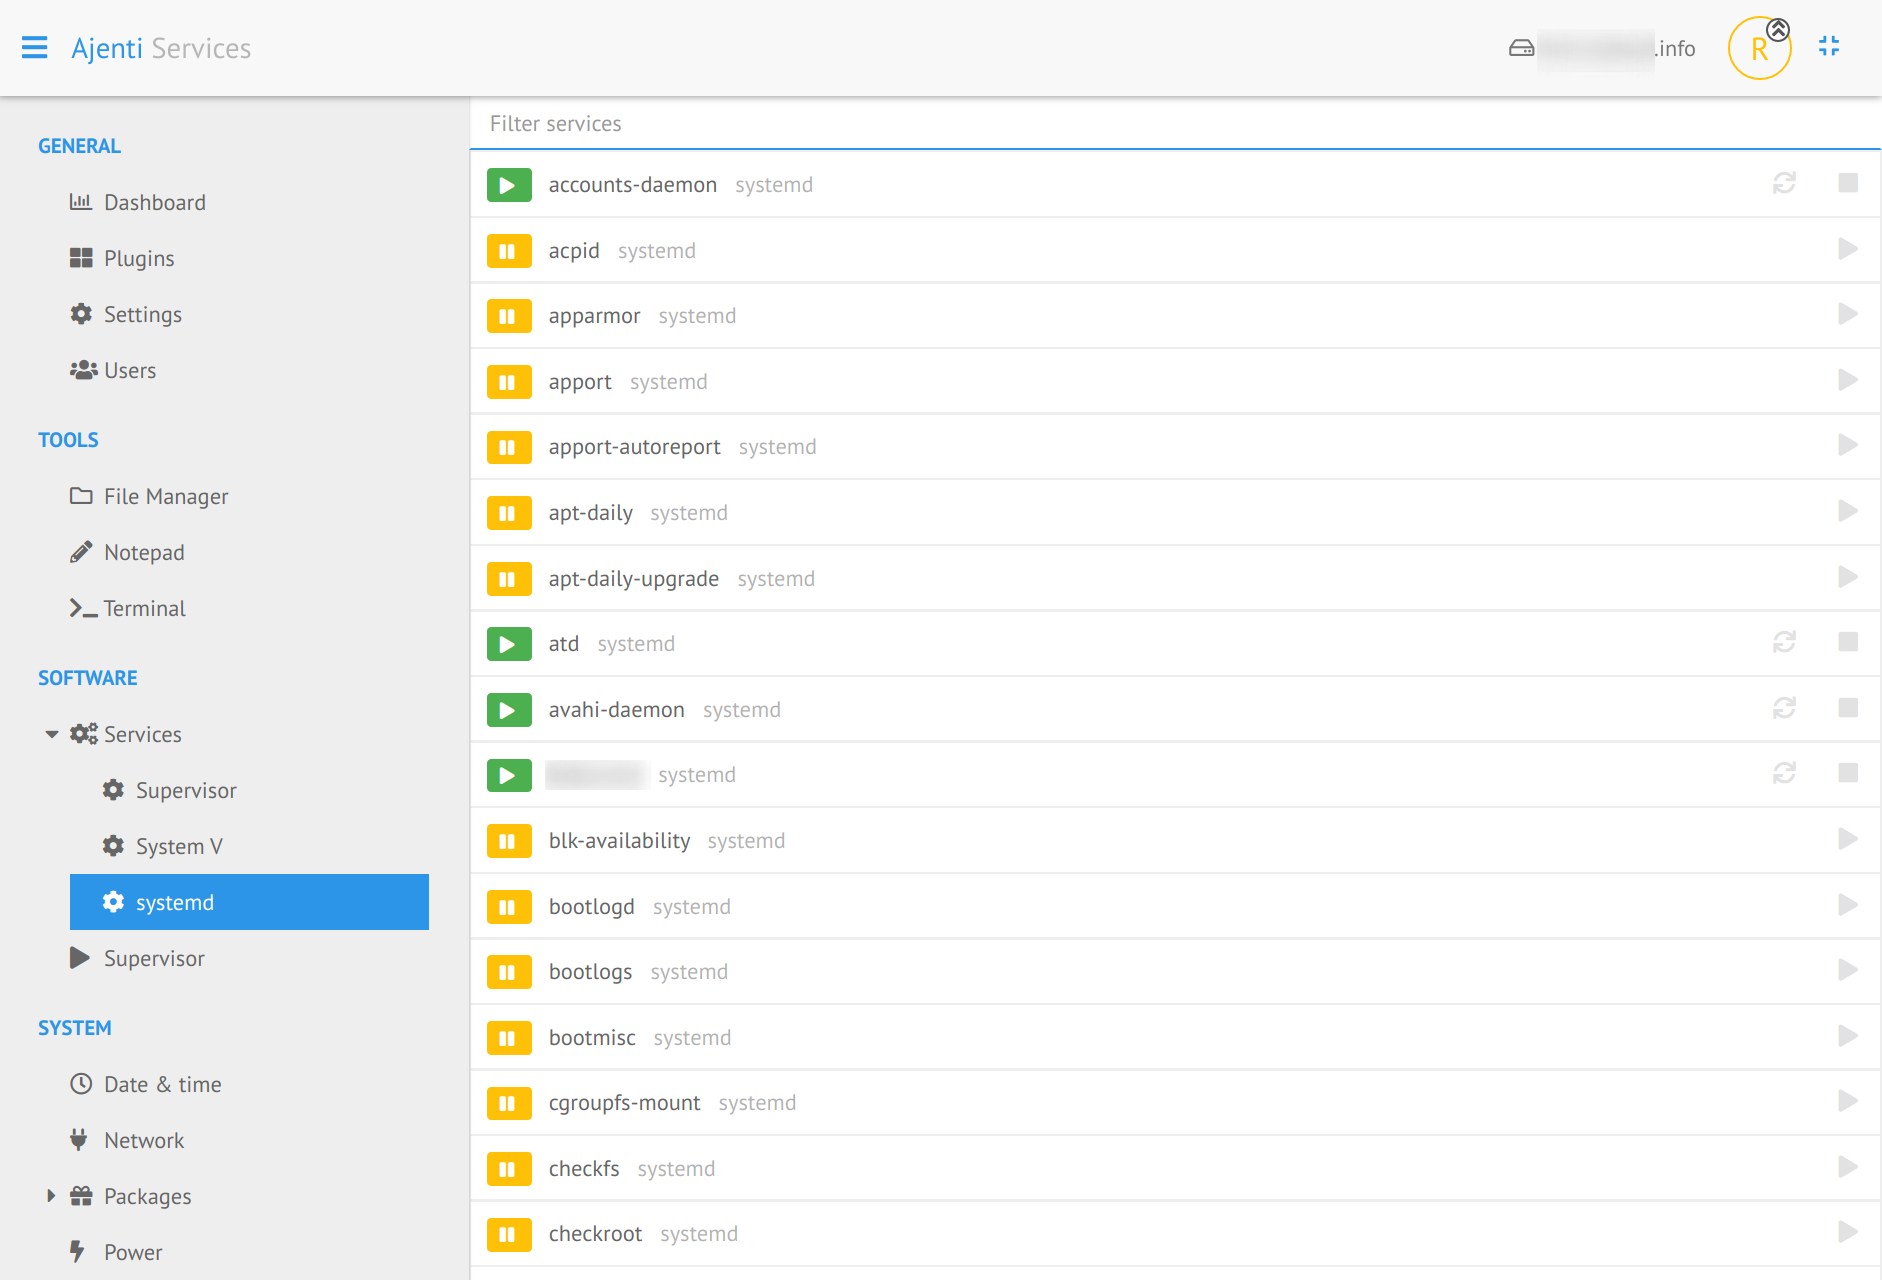 Ajenti Services
.info
R
GENERAL
Dashboard
Plugins
Settings
Users
TOOLS
File Manager
Notepad
Terminal
SOFTWARE
Services
Supervisor
System V
systemd
Supervisor
SYSTEM
Date & time
Network
Packages
Power
Filter services
accounts-daemon systemd
acpid systemd
apparmor systemd
apport systemd
apport-autoreport systemd
apt-daily systemd
apt-daily-upgrade systemd
atd systemd
avahi-daemon systemd
systemd
blk-availability systemd
bootlogd systemd
bootlogs systemd
bootmisc systemd
cgroupfs-mount systemd
checkfs systemd
checkroot systemd